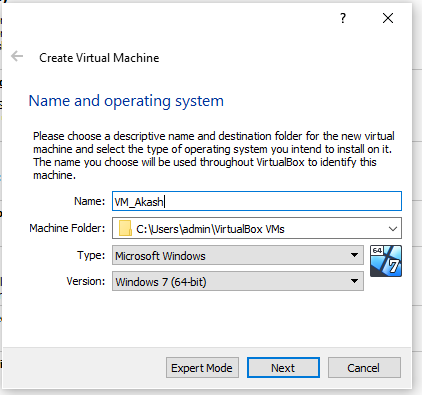 ?
Create Virtual Machine
Name and operating system
Please choose a descriptive name and destination folder for the new virtual
machine and select the type of operating system you intend to install on it.
The name you choose will be used throughout VirtualBox to identify this
machine.
Name: VM_Akash
Machine Folder: C:\Users\admin\VirtualBox VMs
Type: Microsoft Windows
64
7
Version: Windows 7 (64-bit)
Expert Mode Next Cancel